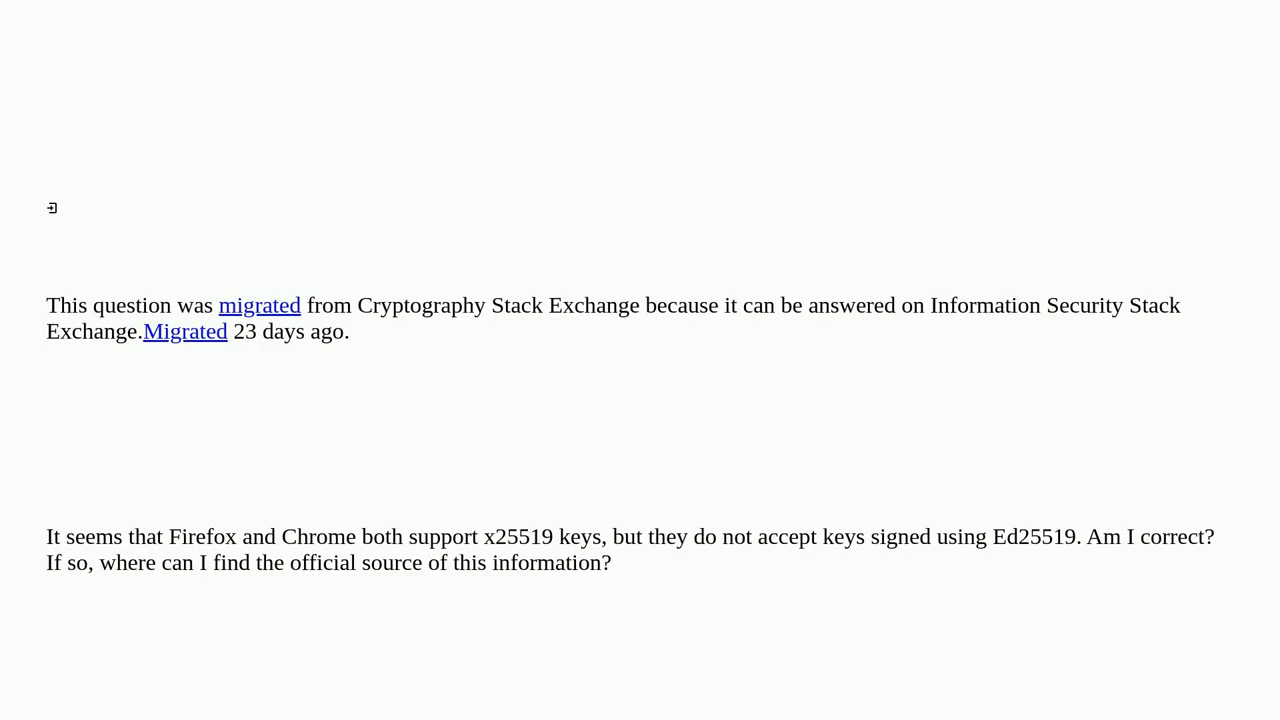 This question was migrated from Cryptography Stack Exchange because it can be answered on Information Security Stack
Exchange.Migrated 23 days ago.
It seems that Firefox and Chrome both support x25519 keys, but they do not accept keys signed using Ed25519. Am I correct?
If so, where can I find the official source of this information?